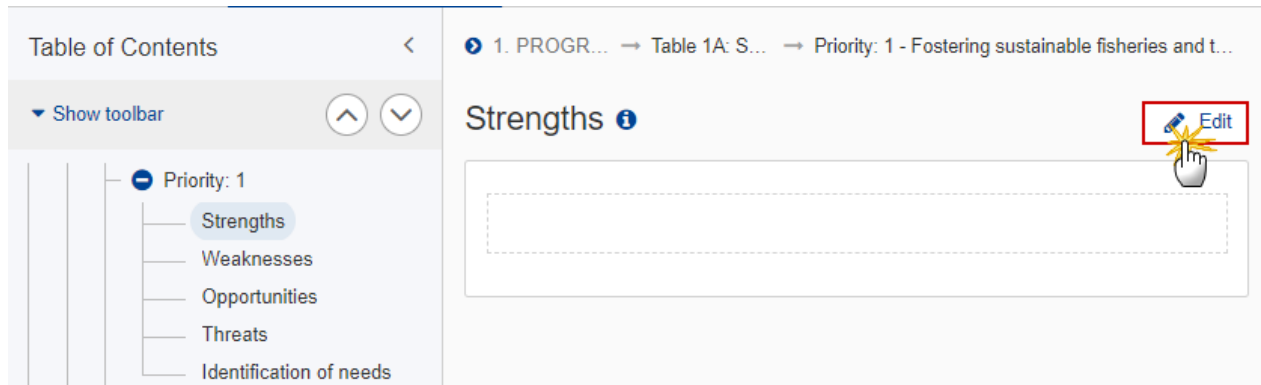 Table of Contents
Show toolbar
Priority: 1
Strengths
Weaknesses
Opportunities
Threats
Identification of needs
1. PROGR... → Table 1A: S... → Priority: 1 - Fostering sustainable fisheries and t...
Strengths
Edit